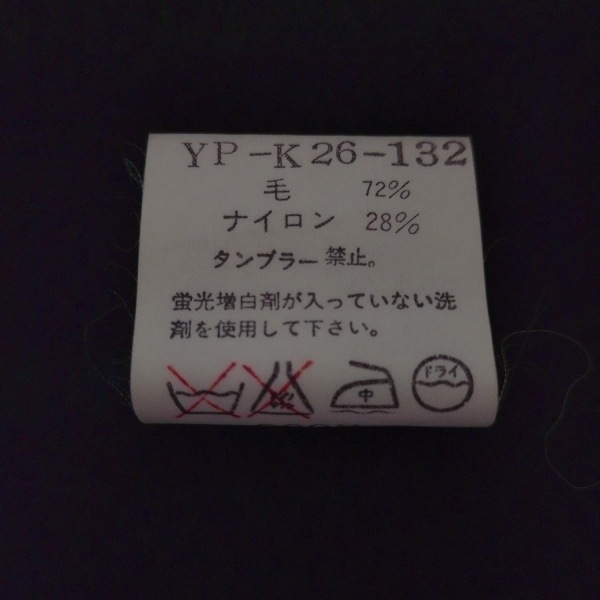 YP-K26-132
毛 72%
ナイロン 28%
タンブラー禁止。
蛍光増白剤が入っていない洗
剤を使用して下さい。
中 ドライ